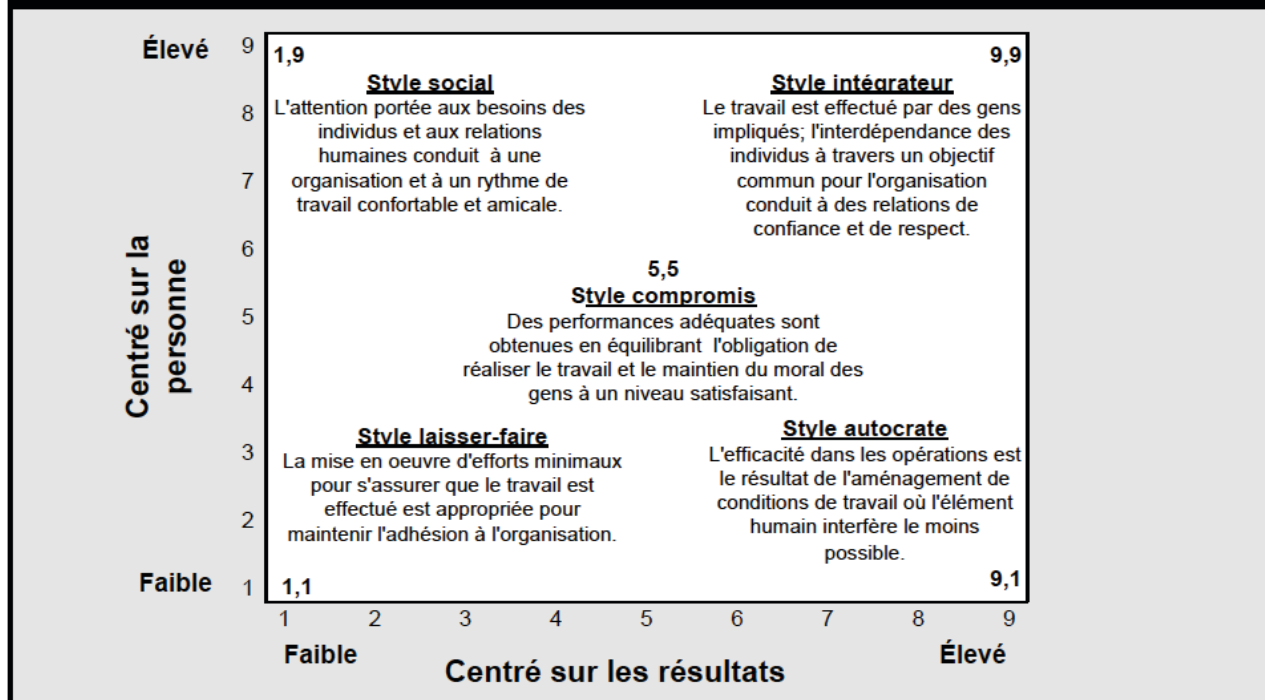 Élevé
9
1,9
9,9
Style social
Style intégrateur
L'attention portée aux besoins des
individus et aux relations
humaines conduit à une
organisation et à un rythme de
travail confortable et amicale.
Le travail est effectué par des gens
impliqués; l'interdépendance des
individus à travers un objectif
commun pour l'organisation
conduit à des relations de
confiance et de respect.
8
7
6
5
4
3
2
Centré sur la
personne
5,5
Style compromis
Des performances adéquates sont
obtenues en équilibrant l'obligation de
réaliser le travail et le maintien du moral des
gens à un niveau satisfaisant.
Style laisser-faire
La mise en oeuvre d'efforts minimaux
pour s'assurer que le travail est
effectué est appropriée pour
maintenir l'adhésion à l'organisation.
Style autocrate
L'efficacité dans les opérations est
le résultat de l'aménagement de
conditions de travail où l'élément
humain interfère le moins
possible.
Faible
1
1,1
9,1
1 2 3 4 5 6 7 8 9
Faible
Élevé
Centré sur les résultats